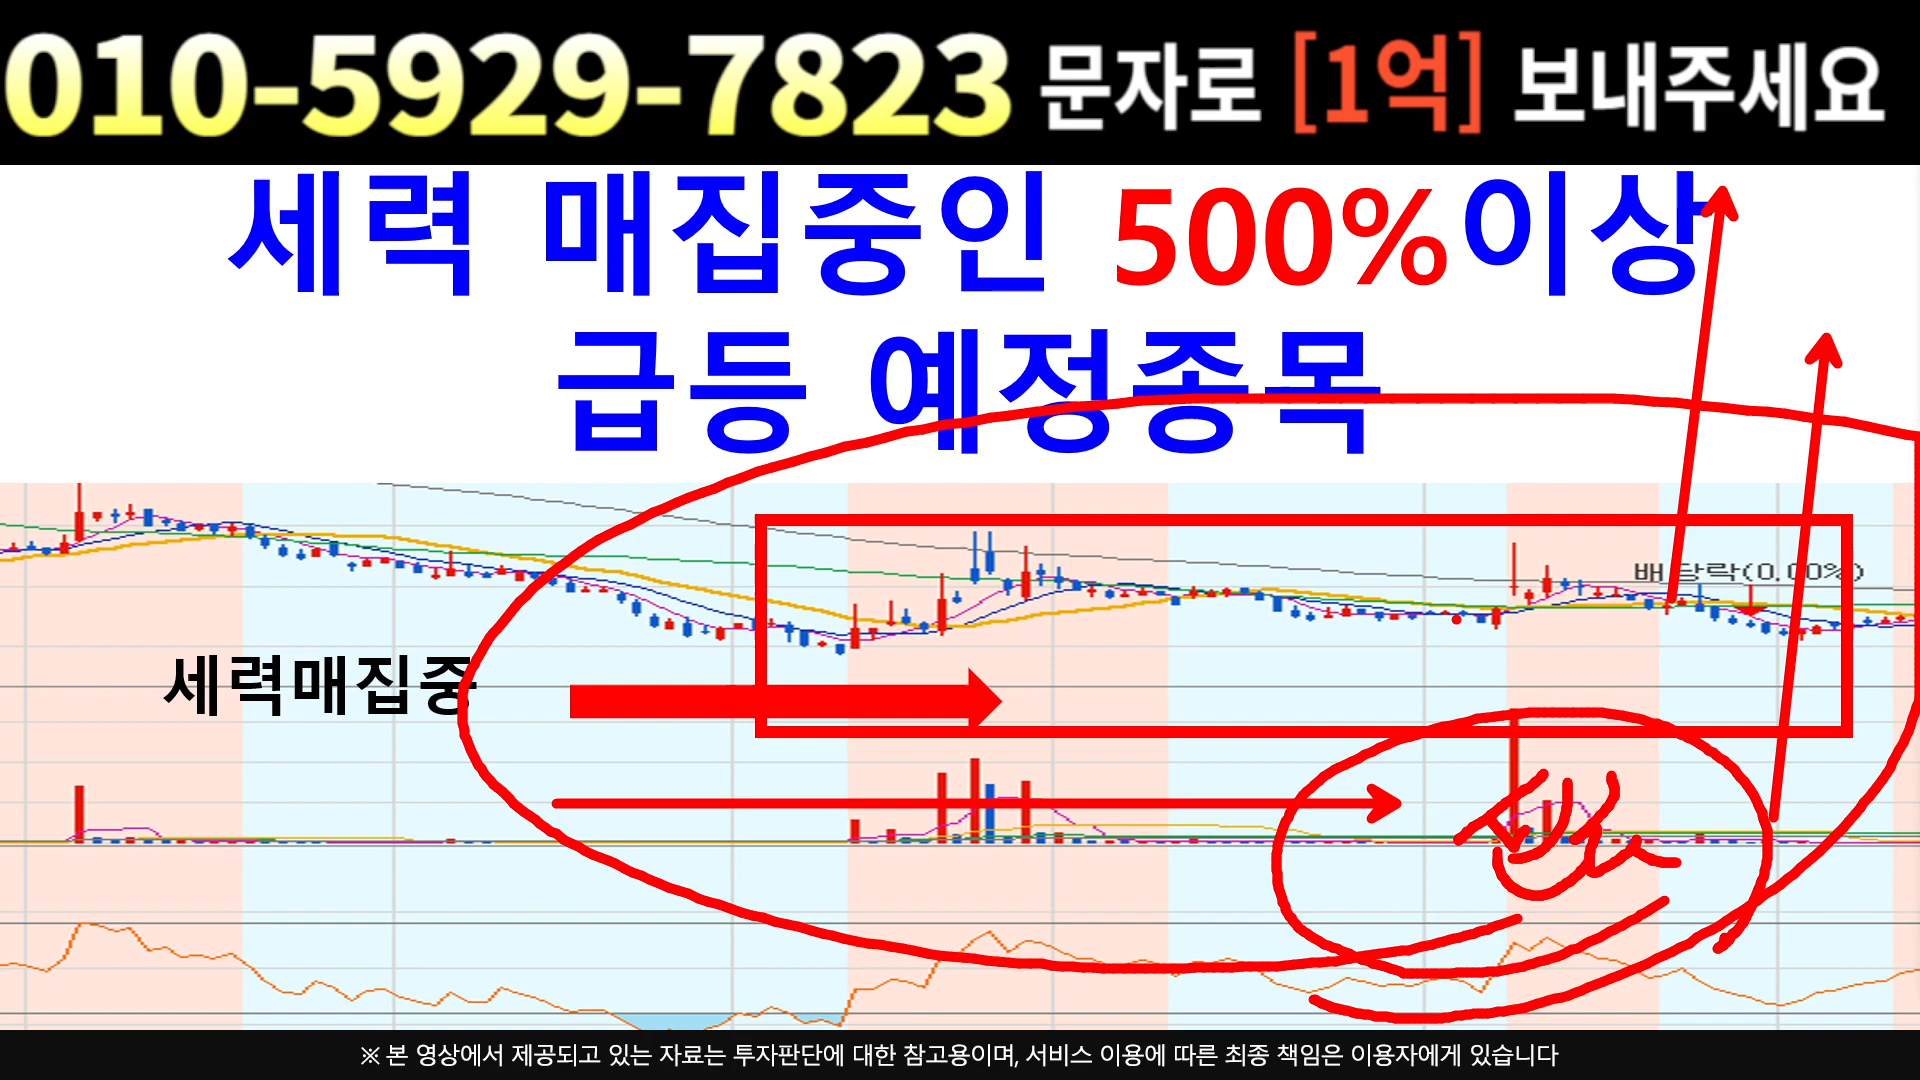 010-5929-7823 문자로 [1억] 보내주세요
세력 매집중인 500%이상
급등 예정종목
배당락(0.00%)
세력매집중
※ 본 영상에서 제공되고 있는 자료는 투자판단에 대한 참고용이며, 서비스 이용에 따른 최종 책임은 이용자에게 있습니다